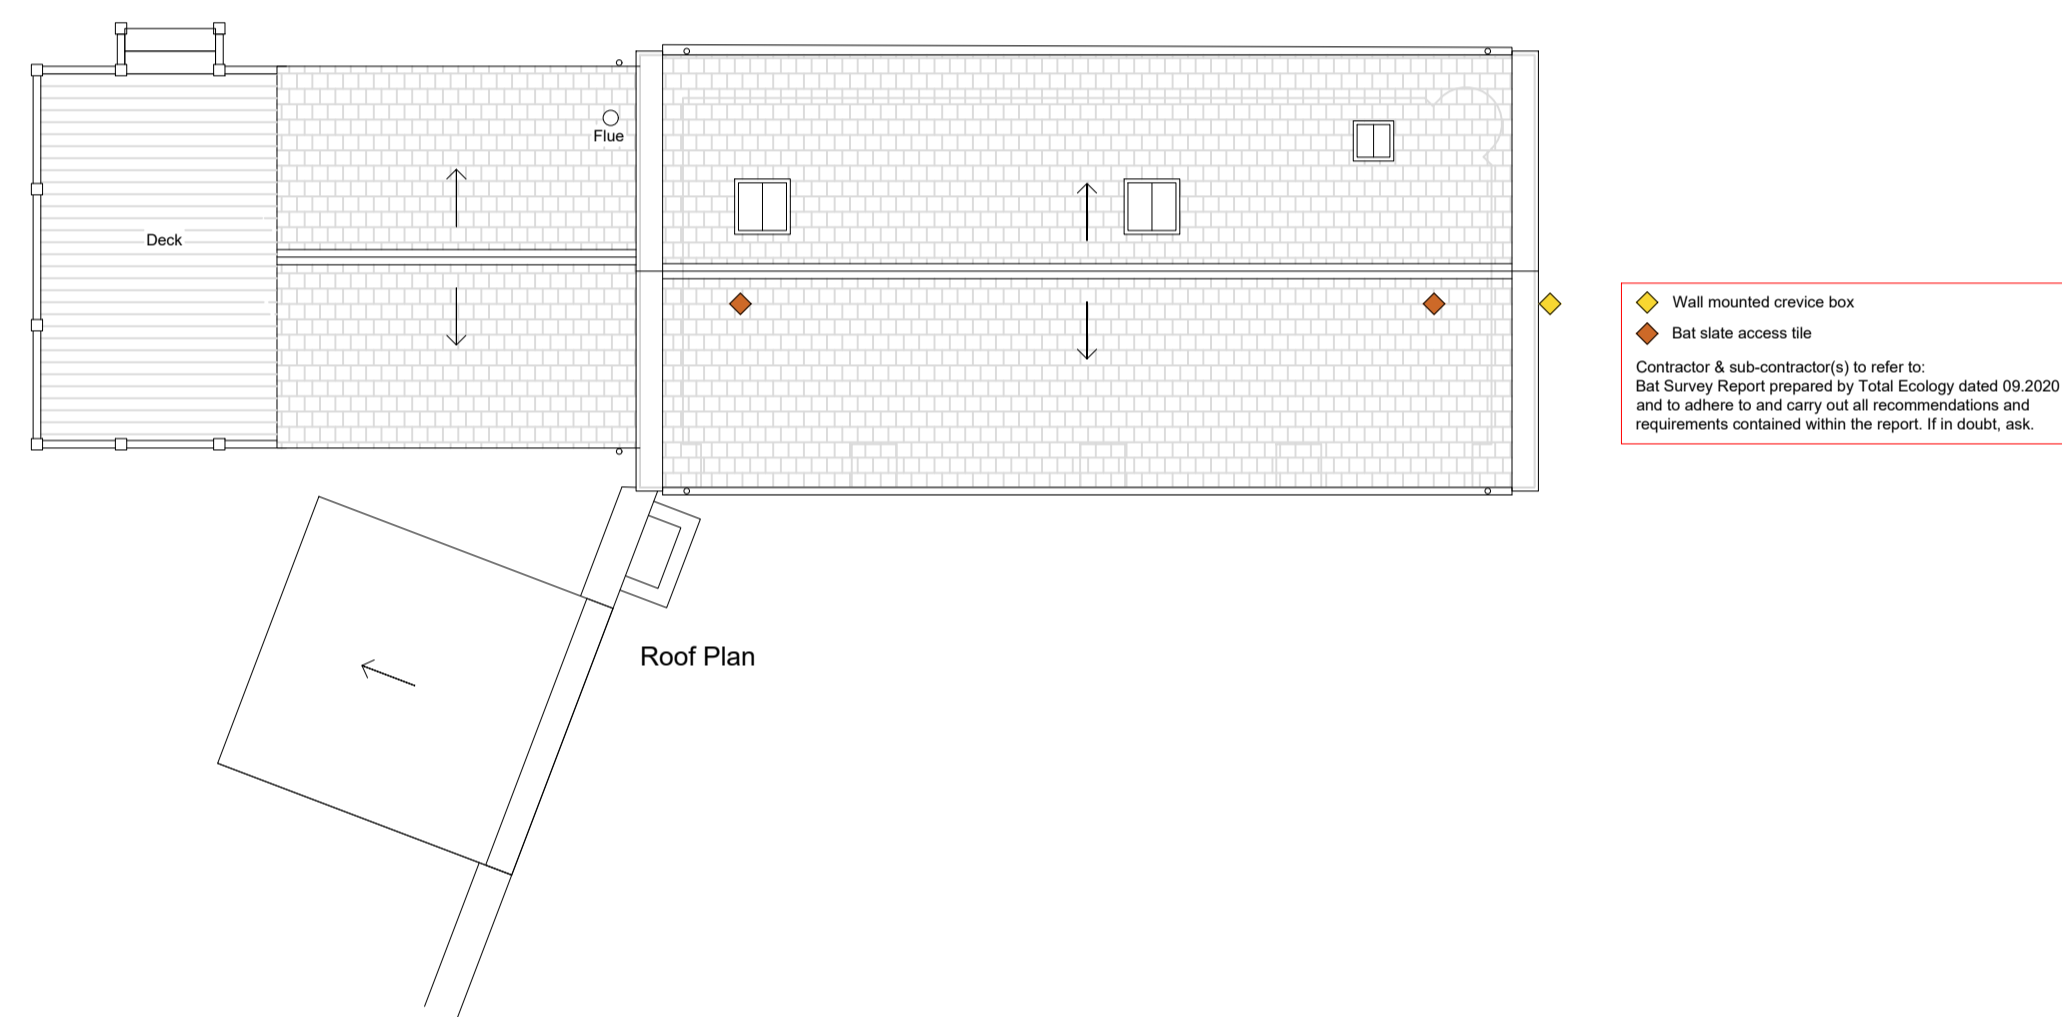 Flue
Deck
Wall mounted crevice box
Bat slate access tile
Contractor & sub-contractor(s) to refer to:
Bat Survey Report prepared by Total Ecology dated 09.2020
and to adhere to and carry out all recommendations and
requirements contained within the report. If in doubt, ask.
Roof Plan